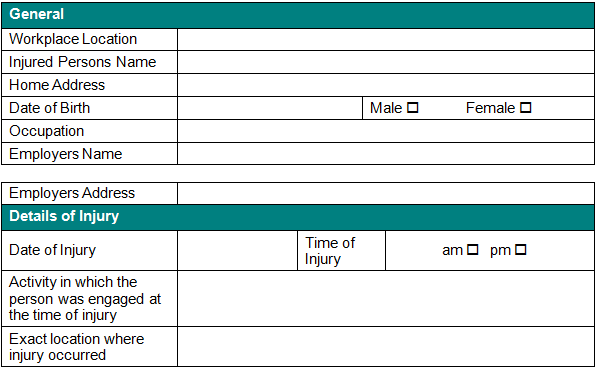 General
Workplace Location
Injured Persons Name
Home Address
Date of Birth Male ☐ Female ☐
Occupation
Employers Name
Employers Address
Details of Injury
Date of Injury Time of
Injury am ☐ pm ☐
Activity in which the
person was engaged at
the time of injury
Exact location where
injury occurred